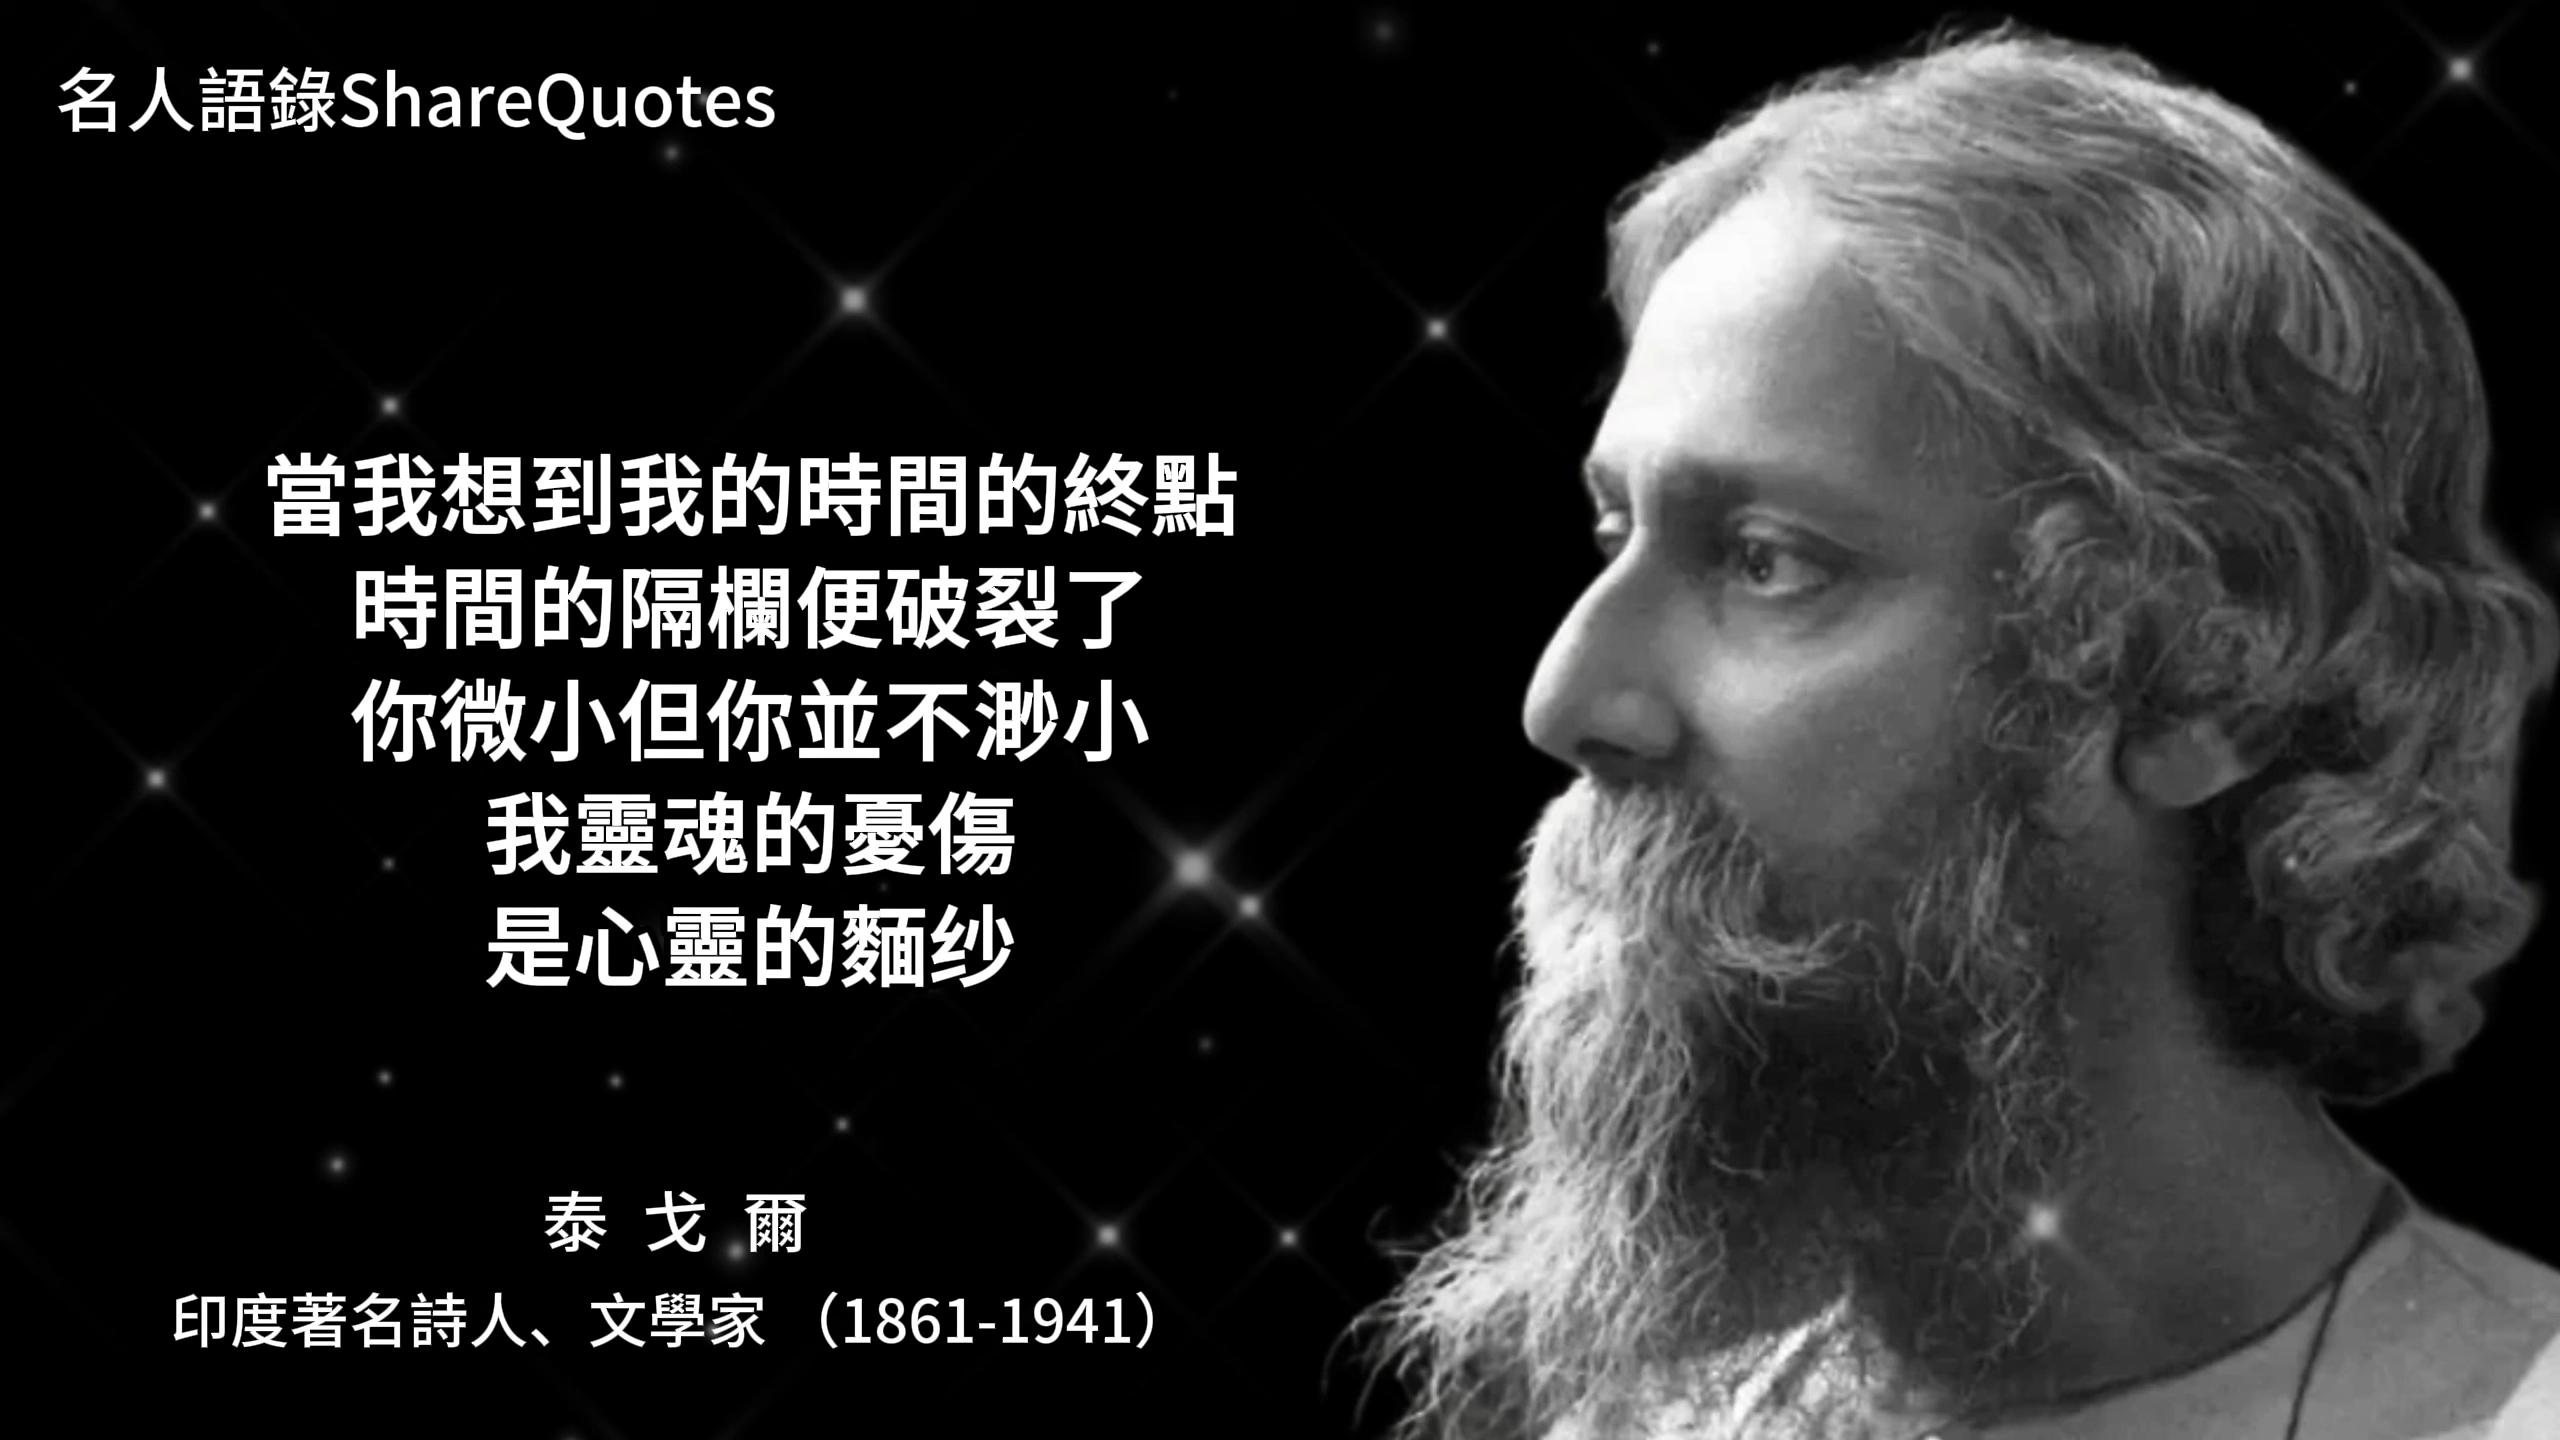 名人語錄ShareQuotes
當我想到我的時間的終點
時間的隔欄便破裂了
你微小但你並不渺小
我靈魂的憂傷
是心靈的麵纱
泰 戈 爾
印度著名詩人、文學家 （1861-1941）